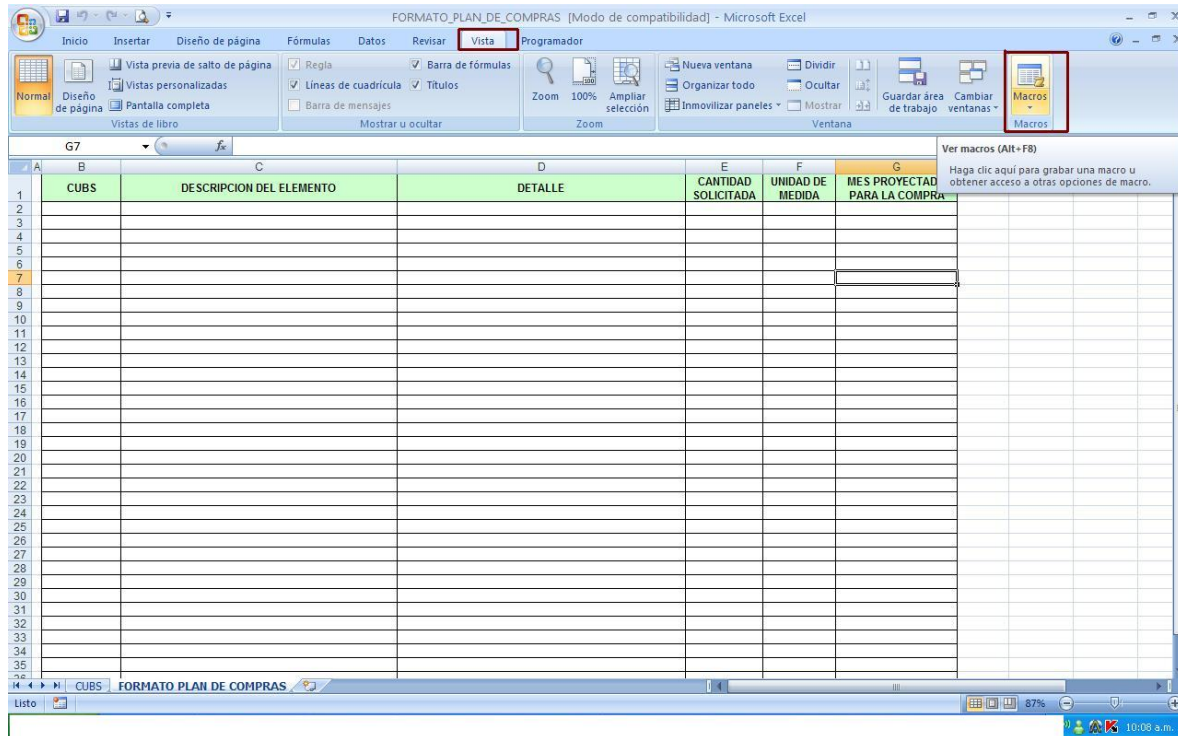 FORMATO_PLAN_DE_COMPRAS [Modo de compatibilidad] - Microsoft Excel
Inicio Insertar Diseño de página Fórmulas Datos Revisar Vista Programador
Normal
Diseño de página
Vista previa de salto de página
Vistas personalizadas
Pantalla completa
Vistas de libro
Regla
Líneas de cuadrícula
Barra de mensajes
Barra de fórmulas
Títulos
Mostrar u ocultar
Zoom
100%
Ampliar selección
Zoom
Nueva ventana
Organizar todo
Inmovilizar paneles
Dividir
Ocultar
Mostrar
Guardar área de trabajo
Cambiar ventanas
Ventana
Macros
Macros
G7 fx
Ver macros (Alt+F8)
Haga clic aquí para grabar una macro u
obtener acceso a otras opciones de macro.
A B C D E F G
1 CUBS DESCRIPCION DEL ELEMENTO DETALLE CANTIDAD SOLICITADA UNIDAD DE MEDIDA MES PROYECTAD PARA LA COMPRA
2
3
4
5
6
7
8
9
10
11
12
13
14
15
16
17
18
19
20
21
22
23
24
25
26
27
28
29
30
31
32
33
34
35
CUBS FORMATO PLAN DE COMPRAS
Listo 87%
10:08 a.m.